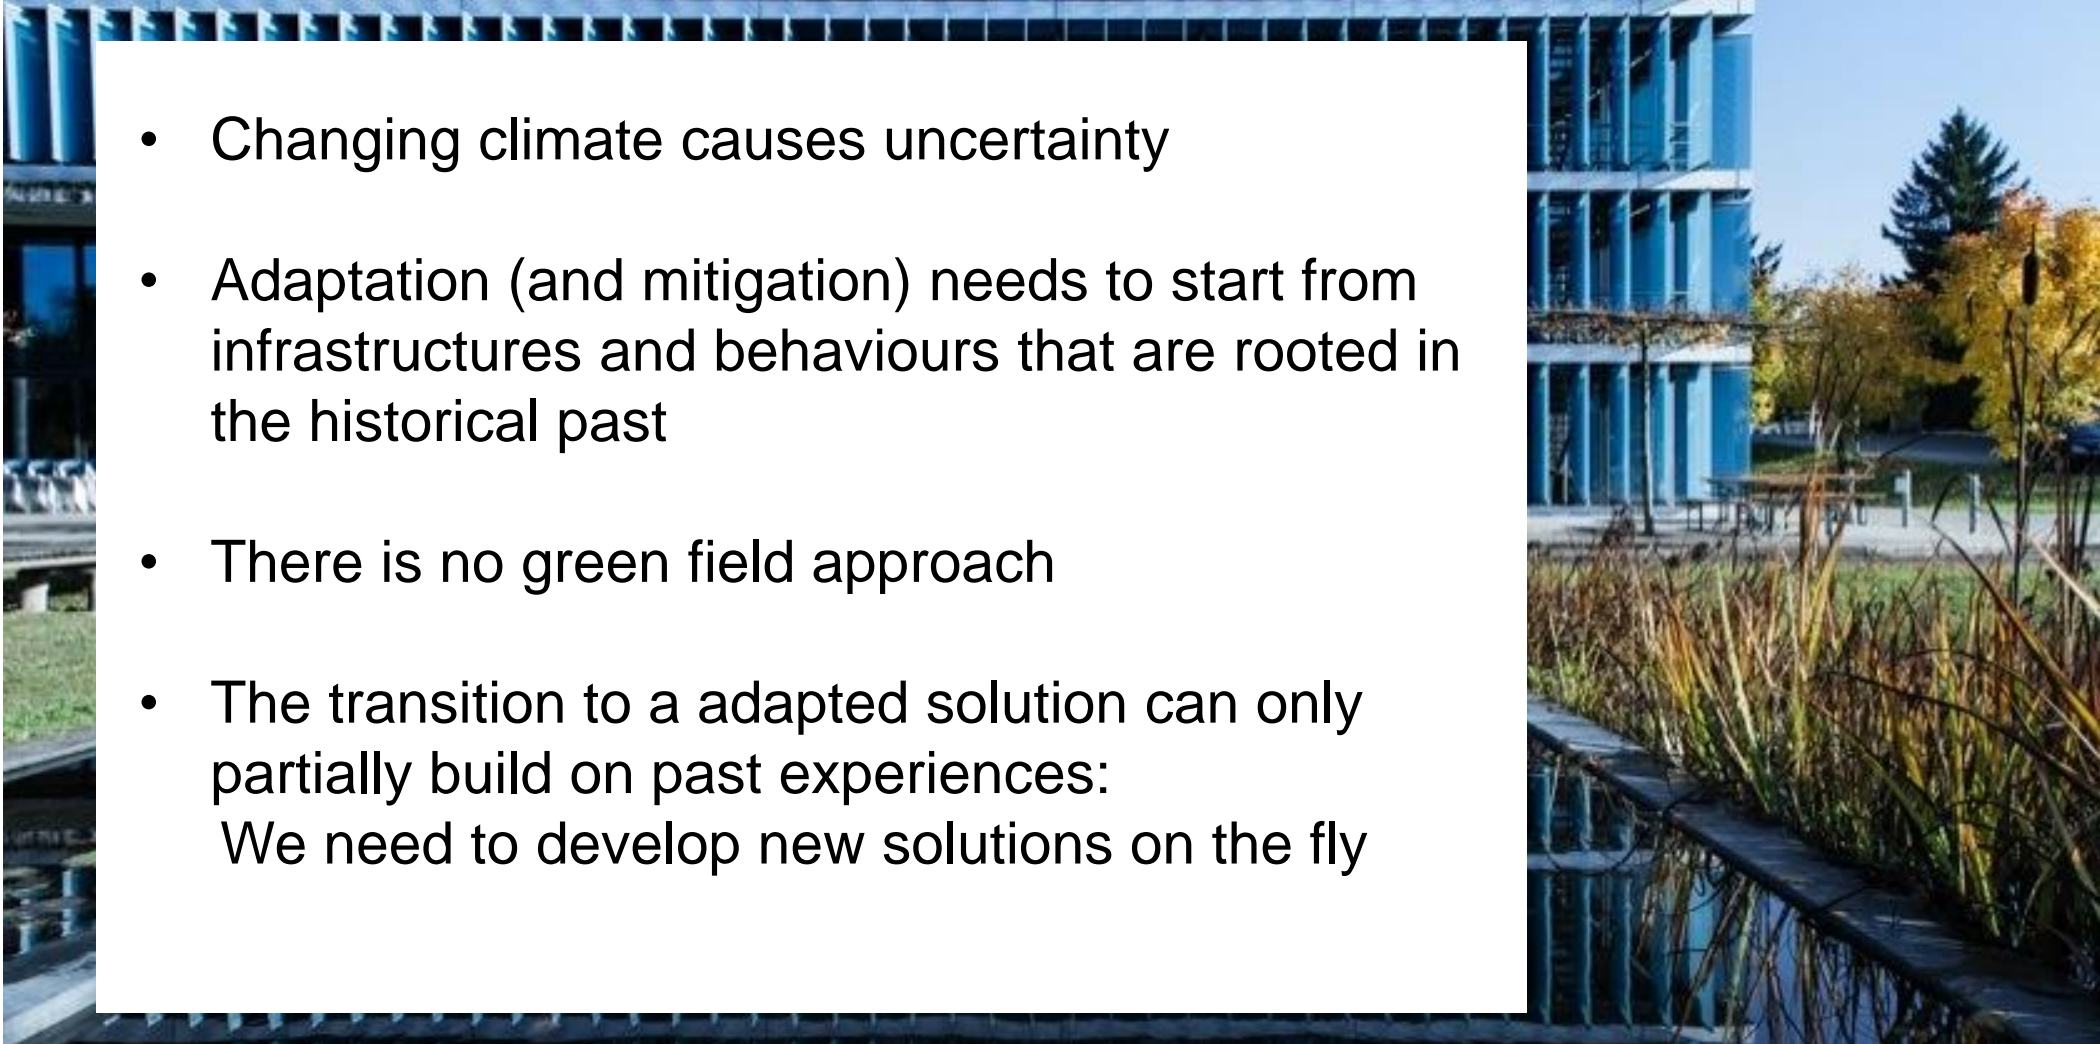 • Changing climate causes uncertainty
• Adaptation (and mitigation) needs to start from
infrastructures and behaviours that are rooted in
the historical past
• There is no green field approach
• The transition to a adapted solution can only
partially build on past experiences:
We need to develop new solutions on the fly